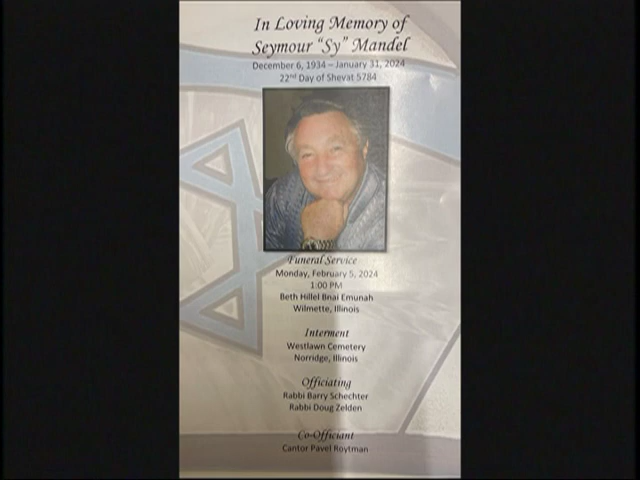 In Loving Memory of
Seymour "Sy" Mandel
December 6, 1934 – January 31, 2024
22nd Day of Shevat 5784
Funeral Service
Monday, February 5, 2024
1:00 PM
Beth Hillel Bnai Emunah
Wilmette, Illinois
Interment
Westlawn Cemetery
Norridge, Illinois
Officiating
Rabbi Barry Schechter
Rabbi Doug Zelden
Co-Officiant
Cantor Pavel Roytman